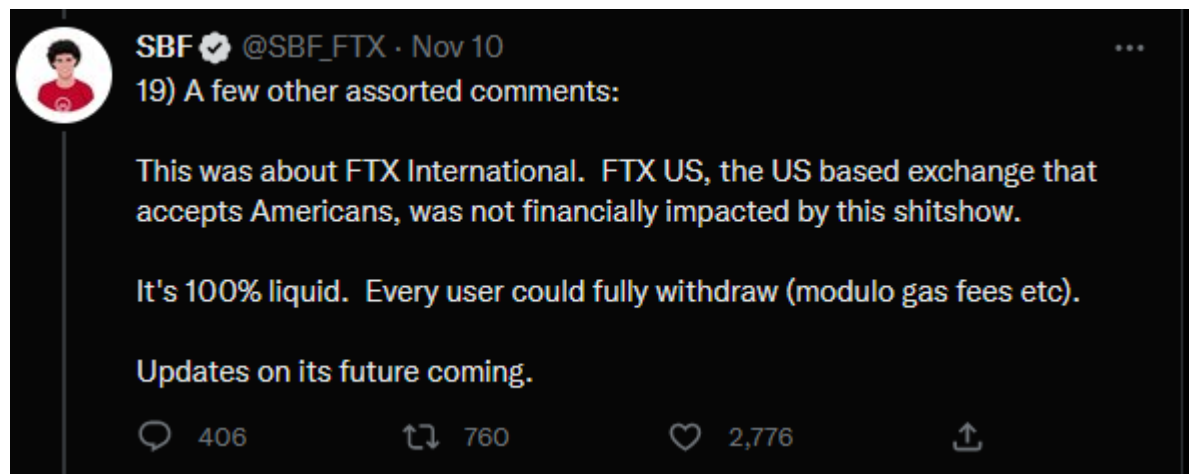 SBF @SBF_FTX · Nov 10
19) A few other assorted comments:
This was about FTX International.  FTX US, the US based exchange that
accepts Americans, was not financially impacted by this shitshow.
It's 100% liquid.  Every user could fully withdraw (modulo gas fees etc).
Updates on its future coming.
406 760 2,776